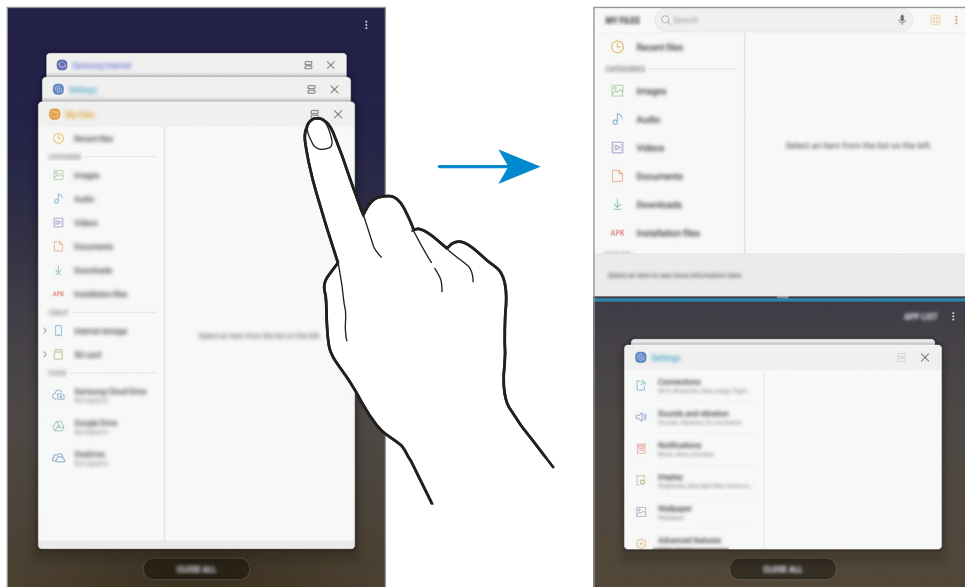 Samsung Internet
Settings
My Files
Recent files
CATEGORIES
Images
Audio
Videos
Documents
Downloads
APK Installation files
TABLET
Internal storage
SD card
CLOUD
Samsung Cloud Drive
Google Drive
OneDrive
Select an item from the list on the left.
CLOSE ALL
MY FILES
Search
Recent files
CATEGORIES
Images
Audio
Videos
Documents
Downloads
APK Installation files
Select an item from the list on the left.
Select an item to see more information here.
APP LIST
Settings
Connections
Sounds and vibration
Notifications
Display
Wallpaper
Advanced features
CLOSE ALL